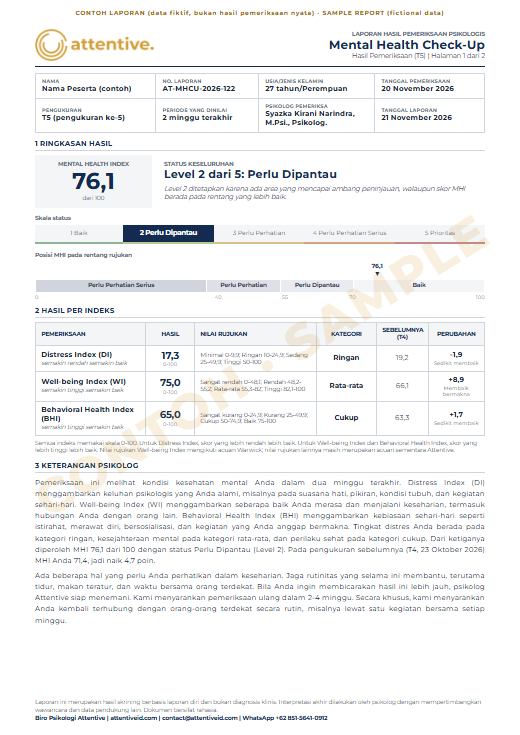 CONTOH LAPORAN (data fiktif, bukan hasil pemeriksaan nyata) - SAMPLE REPORT (fictional data)
attentive.
LAPORAN HASIL PEMERIKSAAN PSIKOLOGIS
Mental Health Check-Up
Hasil Pemeriksaan (T5) | Halaman 1 dari 2
NAMA
Nama Peserta (contoh)
NO. LAPORAN
AT-MHCU-2026-122
USIA/JENIS KELAMIN
27 tahun/Perempuan
TANGGAL PEMERIKSAAN
20 November 2026
PENGUKURAN
T5 (pengukuran ke-5)
PERIODE YANG DINILAI
2 minggu terakhir
PSIKOLOG PEMERIKSA
Syazka Kirani Narindra,
M.Psi., Psikolog.
TANGGAL LAPORAN
21 November 2026
1 RINGKASAN HASIL
MENTAL HEALTH INDEX
76,1
dari 100
STATUS KESELURUHAN
Level 2 dari 5: Perlu Dipantau
Level 2 ditetapkan karena ada area yang mencapai ambang peninjauan, walaupun skor MHI
berada pada rentang yang lebih baik.
Skala status
1 Baik
2 Perlu Dipantau
3 Perlu Perhatian
4 Perlu Perhatian Serius
5 Prioritas
Posisi MHI pada rentang rujukan
76,1
Perlu Perhatian Serius
Perlu Perhatian
Perlu Dipantau
Baik
0
40
55
70
100
2 HASIL PER INDEKS
PEMERIKSAAN
HASIL
NILAI RUJUKAN
KATEGORI
SEBELUMNYA
(T4)
PERUBAHAN
Distress Index (DI)
semakin rendah semakin baik
17,3
0-100
Minimal 0-9,9; Ringan 10-24,9; Sedang
25-49,9; Tinggi 50-100
Ringan
19,2
-1,9
Sedikit membaik
Well-being Index (WI)
semakin tinggi semakin baik
75,0
0-100
Sangat rendah 0-48,1; Rendah 48,2-
55,2; Rata-rata 55,3-82; Tinggi 82,1-100
Rata-rata
66,1
+8,9
Membaik
bermakna
Behavioral Health Index
(BHI)
semakin tinggi semakin baik
65,0
0-100
Sangat kurang 0-24,9; Kurang 25-49,9;
Cukup 50-74,9; Baik 75-100
Cukup
63,3
+1,7
Sedikit membaik
Semua indeks memakai skala 0-100. Untuk Distress Index, skor yang lebih rendah lebih baik. Untuk Well-being Index dan Behavioral Health Index, skor yang
lebih tinggi lebih baik. Nilai rujukan Well-being Index mengikuti acuan Warwick; nilai rujukan lainnya masih merupakan acuan sementara Attentive.
3 KETERANGAN PSIKOLOG
Pemeriksaan ini melihat kondisi kesehatan mental Anda dalam 2 minggu terakhir. Distress Index (DI)
menggambarkan keluhan psikologis yang Anda alami, misalnya pada suasana hati, pikiran, kondisi tubuh, dan kegiatan
sehari-hari. Well-being Index (WI) menggambarkan seberapa baik Anda merasa dan menjalani keseharian, termasuk
hubungan Anda dengan orang lain. Behavioral Health Index (BHI) menggambarkan kebiasaan sehari-hari seperti
istirahat, merawat diri, bersosialisasi, dan kegiatan yang Anda anggap bermakna. Tingkat distres Anda berada pada
kategori ringan, kesejahteraan mental pada kategori rata-rata, dan perilaku sehat pada kategori cukup. Dari ketiganya
diperoleh MHI 76,1 dari 100 dengan status Perlu Dipantau (Level 2). Pada pengukuran sebelumnya (T4, 23 Oktober 2026)
MHI Anda 71,4, jadi naik 4,7 poin.
Ada beberapa hal yang perlu Anda perhatikan dalam keseharian. Jaga rutinitas yang selama ini membantu, terutama
tidur, makan teratur, dan waktu bersama orang terdekat. Bila Anda ingin membicarakan hasil ini lebih jauh, psikolog
Attentive siap menemani. Kami menyarankan pemeriksaan ulang dalam 2-4 minggu. Secara khusus, kami menyarankan
Anda kembali terhubung dengan orang-orang terdekat secara rutin, misalnya lewat satu kegiatan bersama setiap
minggu.
CONTOH · SAMPLE
Laporan ini merupakan hasil skrining berbasis laporan diri dan bukan diagnosis klinis. Interpretasi akhir dilakukan oleh psikolog dengan mempertimbangkan
wawancara dan data pendukung lain. Dokumen bersifat rahasia.
Biro Psikologi Attentive | attentiveid.com | contact@attentiveid.com | WhatsApp +62 851-5641-0912